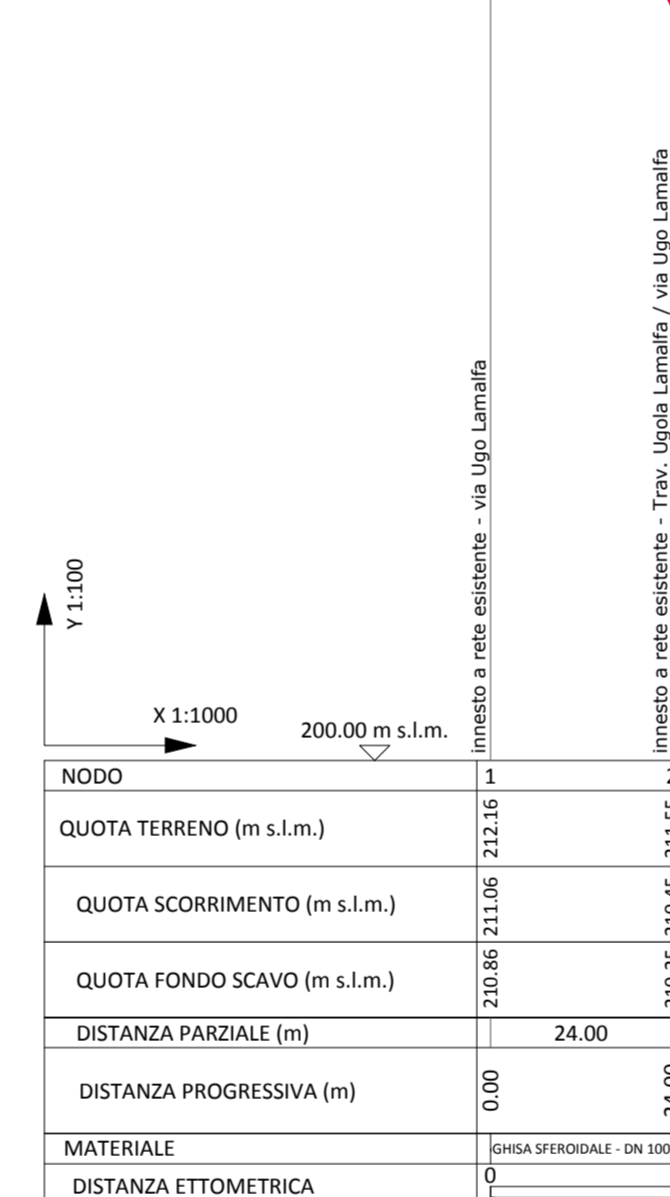 innesto a rete esistente - via Ugo Lamalfa
innesto a rete esistente - Trav. Ugola Lamalfa / via Ugo Lamalfa
Y 1:100
X 1:1000
200.00 m s.l.m.
NODO 1
QUOTA TERRENO (m s.l.m.) 212.16
QUOTA SCORRIMENTO (m s.l.m.) 211.06
QUOTA FONDO SCAVO (m s.l.m.) 210.86
DISTANZA PARZIALE (m) 24.00
DISTANZA PROGRESSIVA (m) 0.00
MATERIALE GHISA SFEROIDALE - DN 100
DISTANZA ETTOMETRICA 0